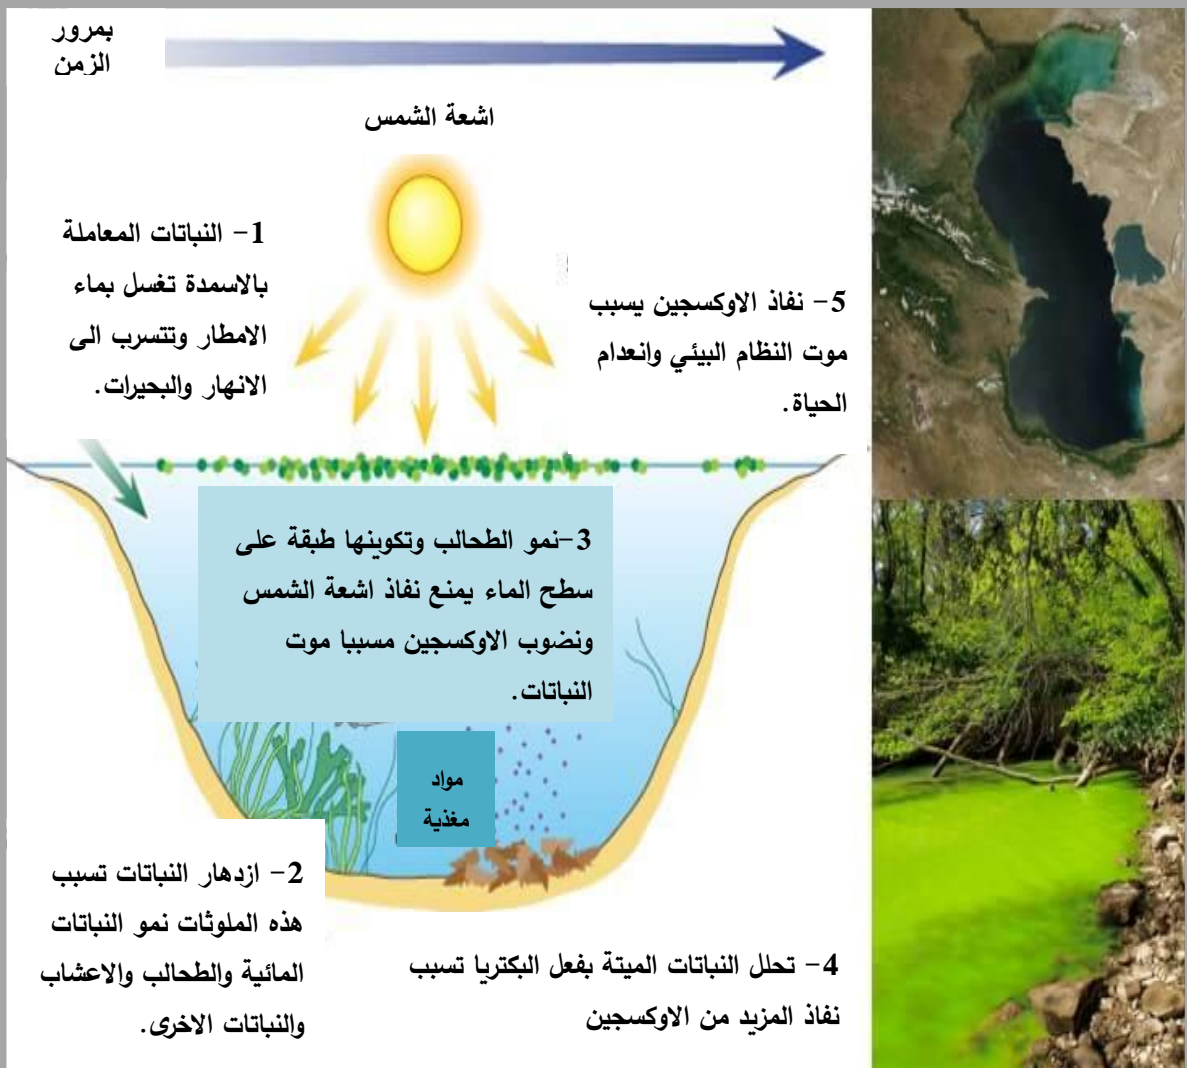 بمرور
الزمن
اشعة الشمس
1- النباتات المعاملة
بالاسمدة تغسل بماء
الامطار وتتسرب الى
الانهار والبحيرات.
5- نفاذ الاوكسجين يسبب
موت النظام البيئي وانعدام
الحياة.
3-نمو الطحالب وتكوينها طبقة على
سطح الماء يمنع نفاذ اشعة الشمس
ونضوب الاوكسجين مسببا موت
النباتات.
مواد
مغذية
2- ازدهار النباتات تسبب
هذه الملوثات نمو النباتات
المائية والطحالب والاعشاب
والنباتات الاخرى.
4- تحلل النباتات الميتة بفعل البكتريا تسبب
نفاذ المزيد من الاوكسجين